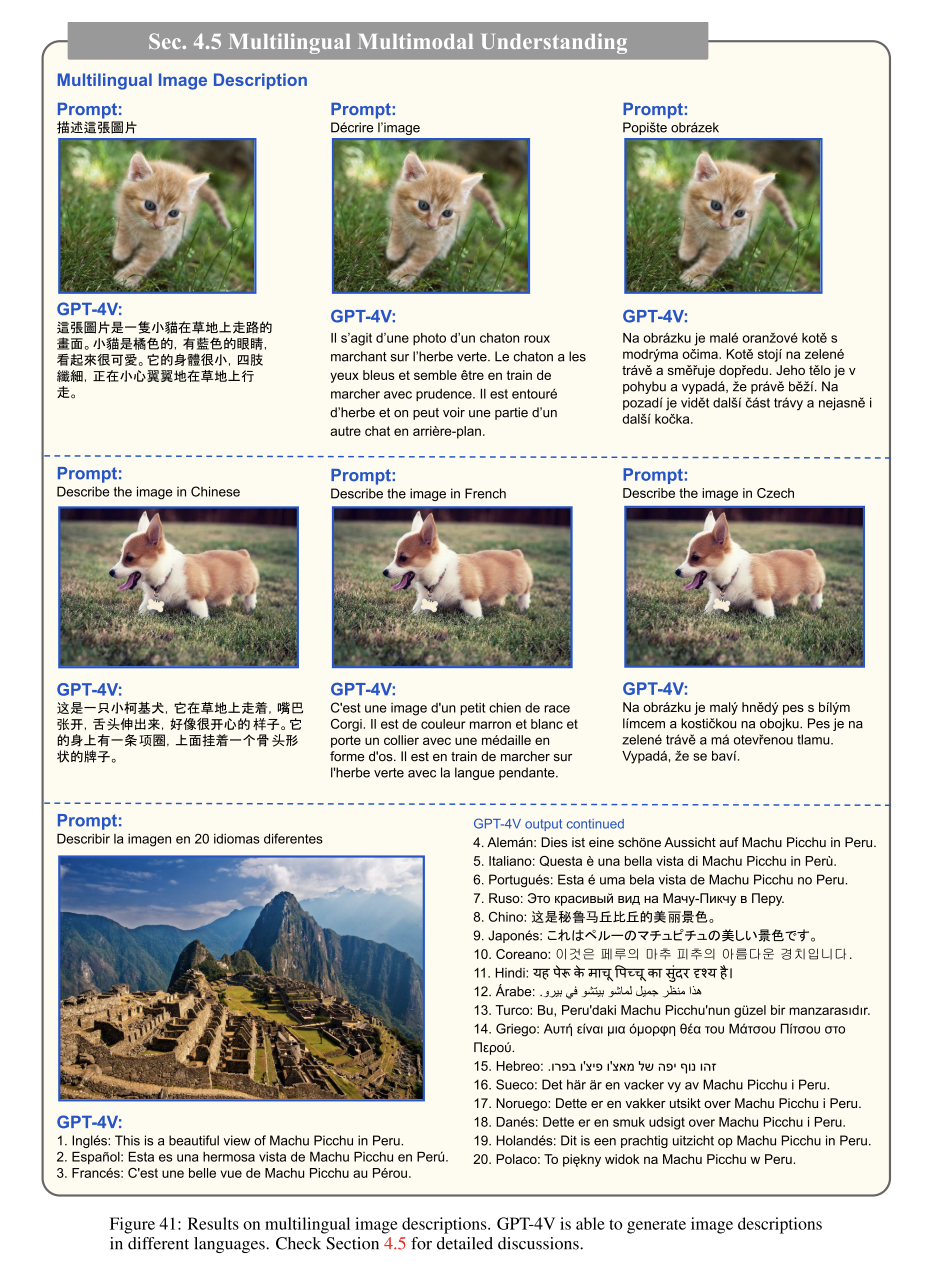 Sec. 4.5 Multilingual Multimodal Understanding
Multilingual Image Description
Prompt:
描述這張圖片
GPT-4V:
這張圖片是一隻小貓在草地上走路的
畫面。小貓是橘色的，有藍色的眼睛，
看起來很可愛。它的身體很小，四肢
纖細，正在小心翼翼地在草地上行
走。
Prompt:
Décrire l'image
GPT-4V:
Il s'agit d'une photo d'un chaton roux
marchant sur l'herbe verte. Le chaton a les
yeux bleus et semble être en train de
marcher avec prudence. Il est entouré
d'herbe et on peut voir une partie d'un
autre chat en arrière-plan.
Prompt:
Popište obrázek
GPT-4V:
Na obrázku je malé oranžové kotě s
modrýma očima. Kotě stojí na zelené
trávě a směřuje dopředu. Jeho tělo je v
pohybu a vypadá, že právě běží. Na
pozadí je vidět další část trávy a nejasně i
další kočka.
Prompt:
Describe the image in Chinese
GPT-4V:
这是一只小柯基犬，它在草地上走着，嘴巴
张开，舌头伸出来，好像很开心的样子。它
的身上有一条项圈，上面挂着一个骨头形
状的牌子。
Prompt:
Describe the image in French
GPT-4V:
C'est une image d'un petit chien de race
Corgi. Il est de couleur marron et blanc et
porte un collier avec une médaille en
forme d'os. Il est en train de marcher sur
l'herbe verte avec la langue pendante.
Prompt:
Describe the image in Czech
GPT-4V:
Na obrázku je malý hnědý pes s bílým
límcem a kostičkou na obojku. Pes je na
zelené trávě a má otevřenou tlamu.
Vypadá, že se baví.
Prompt:
Describir la imagen en 20 idiomas diferentes
GPT-4V:
1. Inglés: This is a beautiful view of Machu Picchu in Peru.
2. Español: Esta es una hermosa vista de Machu Picchu en Perú.
3. Francés: C'est une belle vue de Machu Picchu au Pérou.
GPT-4V output continued
4. Alemán: Dies ist eine schöne Aussicht auf Machu Picchu in Peru.
5. Italiano: Questa è una bella vista di Machu Picchu in Perù.
6. Portugués: Esta é uma bela vista de Machu Picchu no Peru.
7. Ruso: Это красивый вид на Мачу-Пикчу в Перу.
8. Chino: 这是秘鲁马丘比丘的美丽景色。
9. Japonés: これはペルーのマチュピチュの美しい景色です。
10. Coreano: 이것은 페루의 마추 피추의 아름다운 경치입니다.
11. Hindi: यह पेरू के माचू पिच्चू का सुंदर दृश्य है।
12. Árabe: هذا منظر جميل لماشو بيتشو في بيرو.
13. Turco: Bu, Peru'daki Machu Picchu'nun güzel bir manzarasıdır.
14. Griego: Αυτή είναι μια όμορφη θέα του Μάτσου Πίτσου στο
Περού.
15. Hebreo: זהו נוף יפה של מאצ'ו פיצ'ו בפרו.
16. Sueco: Det här är en vacker vy av Machu Picchu i Peru.
17. Noruego: Dette er en vakker utsikt over Machu Picchu i Peru.
18. Danés: Dette er en smuk udsigt over Machu Picchu i Peru.
19. Holandés: Dit is een prachtig uitzicht op Machu Picchu in Peru.
20. Polaco: To piękny widok na Machu Picchu w Peru.
Figure 41: Results on multilingual image descriptions. GPT-4V is able to generate image descriptions
in different languages. Check Section 4.5 for detailed discussions.